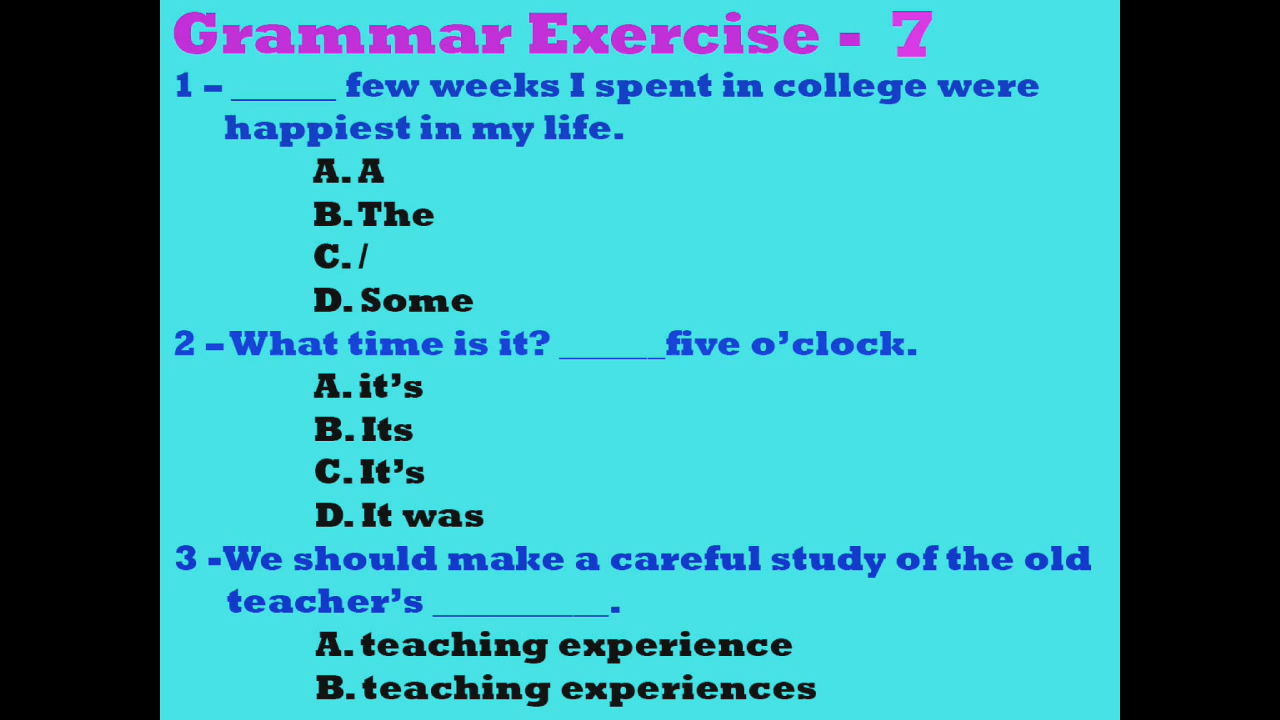 Grammar Exercise - 7
1 – ______ few weeks I spent in college were
happiest in my life.
A. A
B. The
C. /
D. Some
2 – What time is it? ______five o’clock.
A. it’s
B. Its
C. It’s
D. It was
3 -We should make a careful study of the old
teacher’s __________.
A. teaching experience
B. teaching experiences